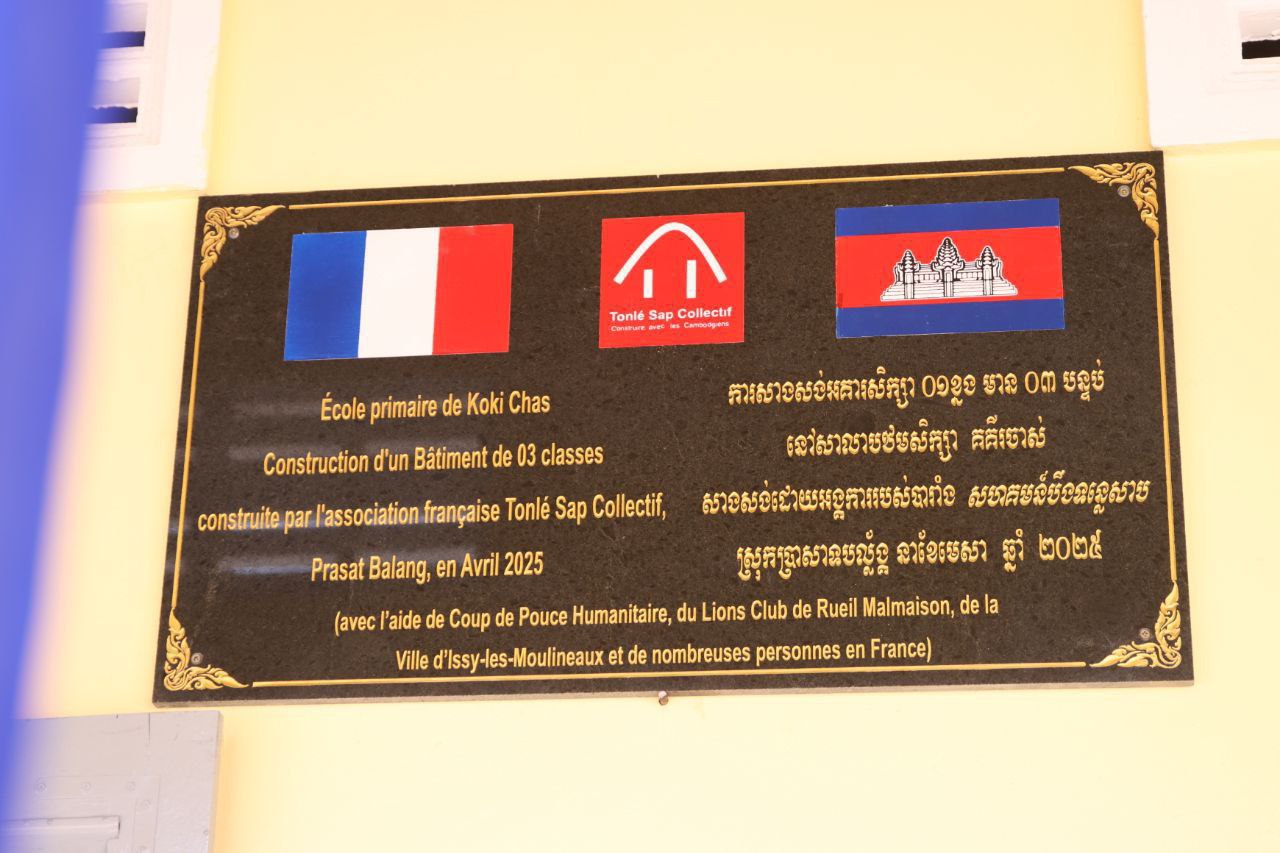 Tonlé Sap Collectif
Construire avec les Cambodgiens
École primaire de Koki Chas
Construction d'un Bâtiment de 03 classes
construite par l'association française Tonlé Sap Collectif,
Prasat Balang, en Avril 2025
ការសាងសង់អគារសិក្សា ០១ខ្នង មាន ០៣ បន្ទប់
នៅសាលាបឋមសិក្សា គគីរចាស់
សាងសង់ដោយអង្គការរបស់បារាំង សហគមន៍បឹងទន្លេសាប
ស្រុកប្រាសាទបល្ល័ង្គ នាខែមេសា ឆ្នាំ ២០២៥
(avec l'aide de Coup de Pouce Humanitaire, du Lions Club de Rueil Malmaison, de la
Ville d'Issy-les-Moulineaux et de nombreuses personnes en France)